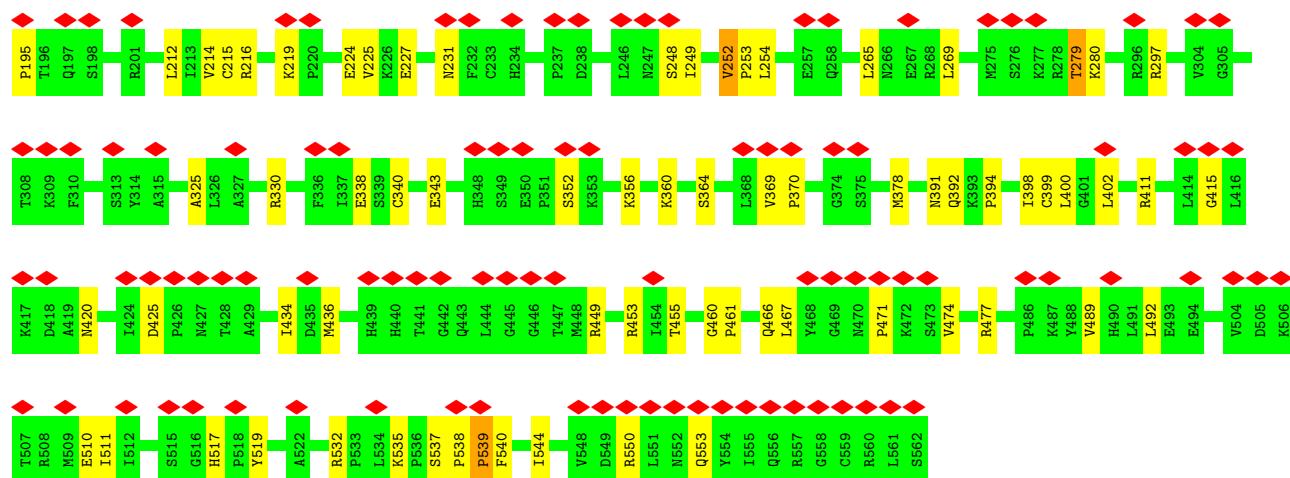 P195 T196 Q197 S198 R201 L212 I213 V214 C215 R216 K219 P220 E224 V225 K226 E227 N231 F232 C233 H234 P237 D238 L246 N247 S248 I249 V252 P253 L254 E257 Q258 L265 N266 E267 R268 L269 M275 S276 K277 R278 T279 K280 R296 R297 V304 G305
T308 K309 F310 S313 Y314 A315 A325 L326 A327 R330 F336 I337 E338 S339 C340 E343 H348 S349 E350 P351 S352 K353 K356 K360 S364 L368 V369 P370 G374 S375 M378 N391 Q392 K393 P394 I398 C399 L400 G401 L402 R411 L414 G415 L416
K417 D418 A419 N420 I424 D425 P426 N427 T428 A429 I434 D435 M436 H439 H440 T441 G442 Q443 L444 G445 G446 T447 M448 R449 R453 I454 T455 G460 P461 Q466 L467 Y468 G469 N470 P471 K472 S473 V474 R477 P486 K487 Y488 V489 H490 L491 L492 E493 E494 V504 D505 K506
T507 R508 M509 E510 I511 I512 S515 G516 H517 P518 Y519 A522 R532 P533 L534 K535 P536 S537 P538 P539 F540 I544 V548 D549 R550 L551 N552 Q553 Y554 I555 Q556 R557 G558 C559 R560 L561 S562